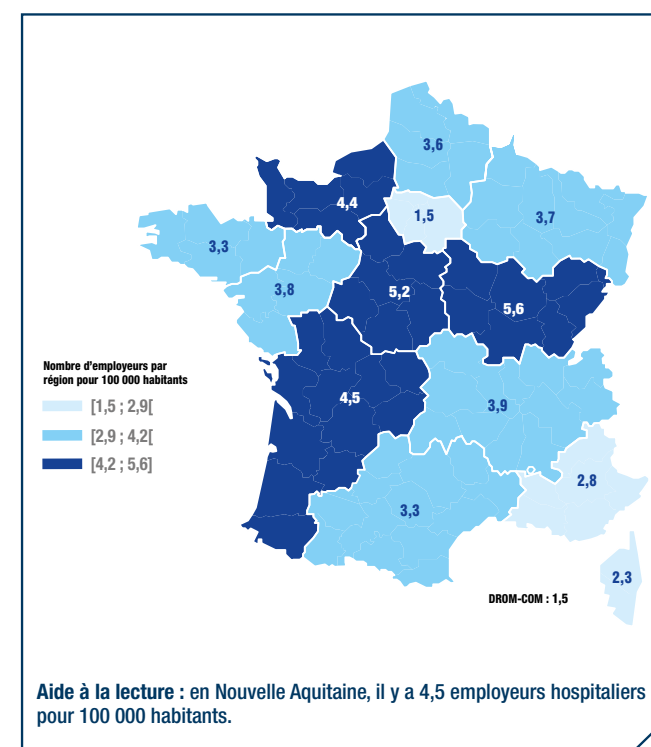 3,6
4,4
1,5
3,7
3,3
3,8
5,2
5,6
Nombre d'employeurs par
région pour 100 000 habitants
[1,5 ; 2,9[
[2,9 ; 4,2[
[4,2 ; 5,6]
4,5
3,9
2,8
3,3
2,3
DROM-COM : 1,5
Aide à la lecture : en Nouvelle Aquitaine, il y a 4,5 employeurs hospitaliers
pour 100 000 habitants.